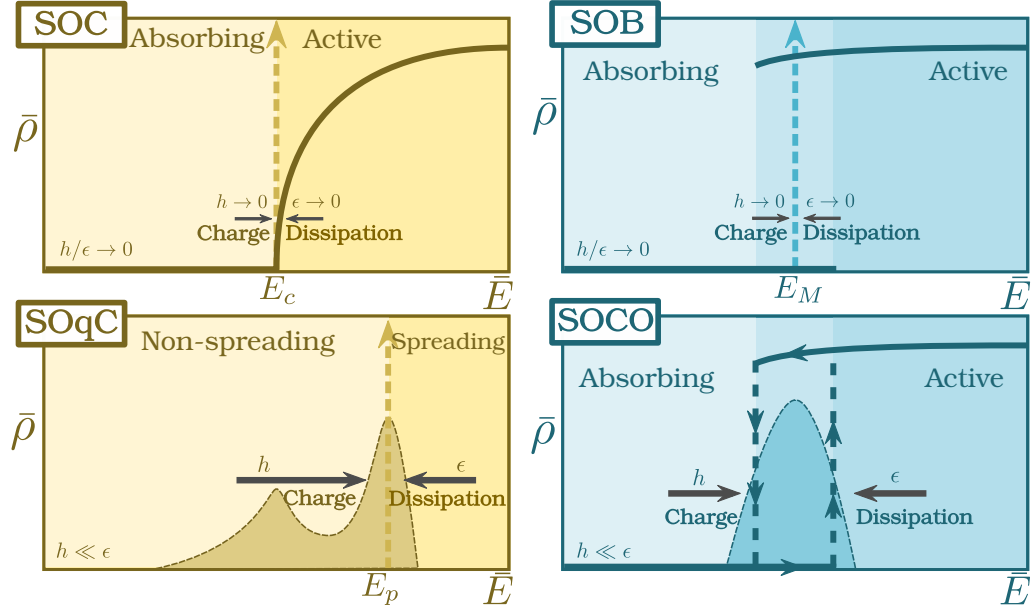 SOC
Absorbing
Active
ρ̄
h → 0
ϵ → 0
Charge
Dissipation
h/ϵ → 0
E_c
Ē
SOB
Absorbing
Active
ρ̄
h → 0
ϵ → 0
Charge
Dissipation
h/ϵ → 0
E_M
Ē
SOqC
Non-spreading
Spreading
ρ̄
h
ϵ
Charge
Dissipation
h ≪ ϵ
E_p
Ē
SOCO
Absorbing
Active
ρ̄
h
ϵ
Charge
Dissipation
h ≪ ϵ
Ē